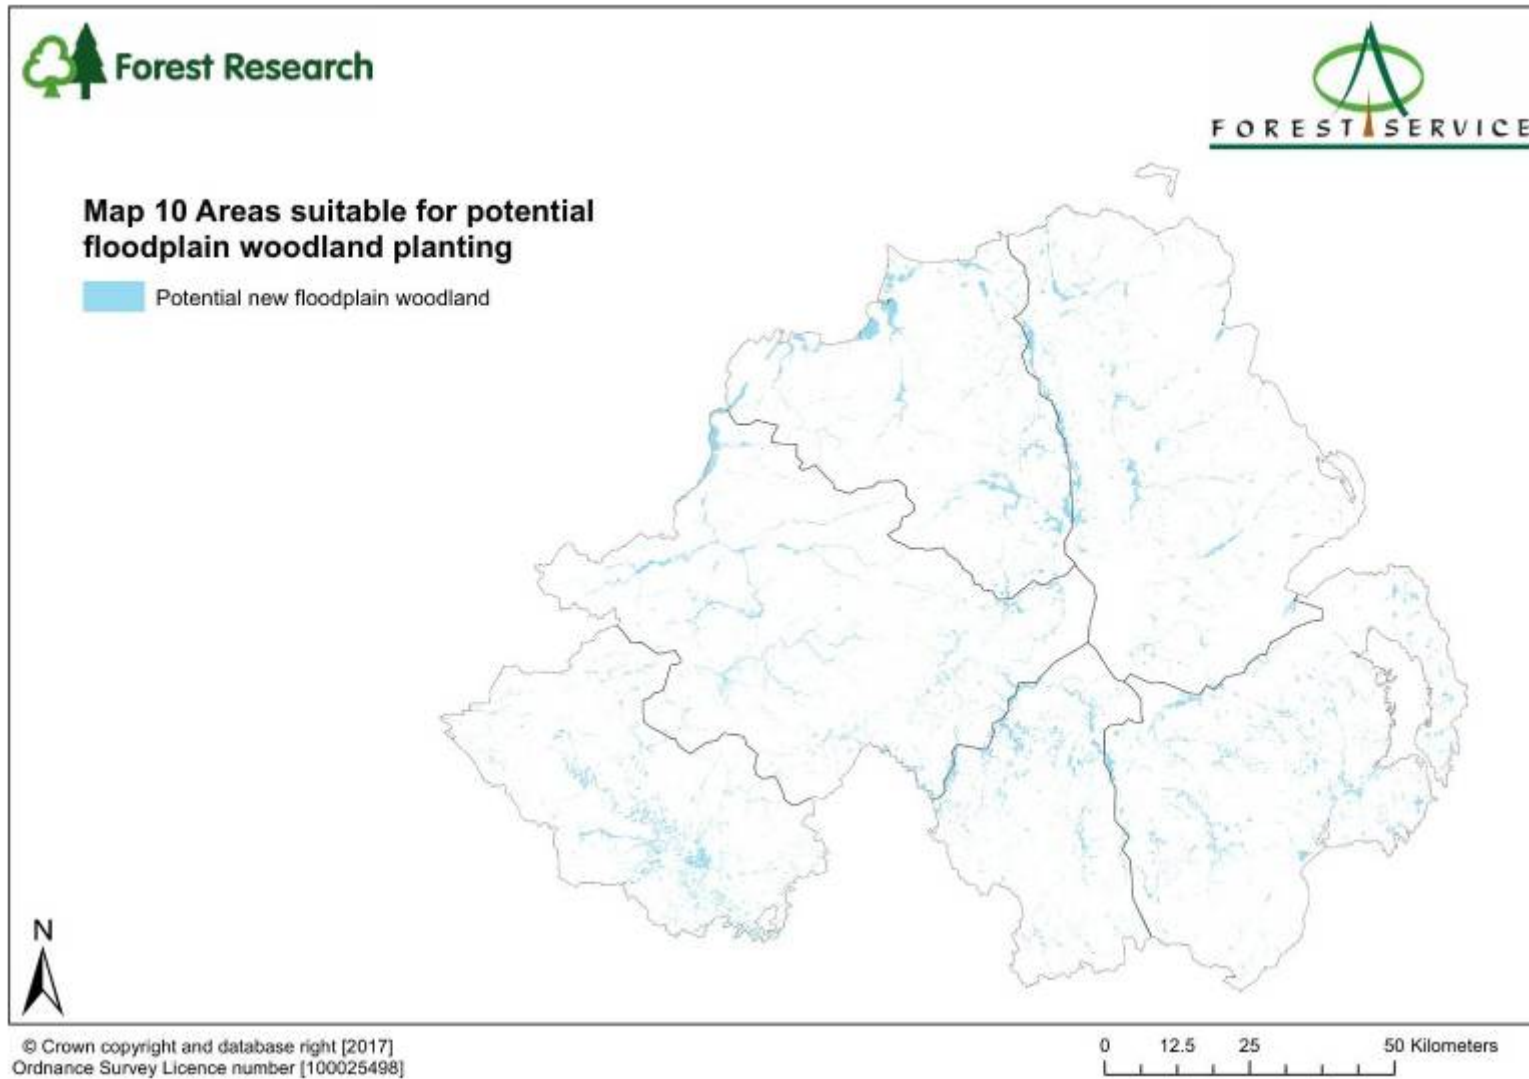 Forest Research
FOREST SERVICE
Map 10 Areas suitable for potential
floodplain woodland planting
Potential new floodplain woodland
N
© Crown copyright and database right [2017]
Ordnance Survey Licence number [100025498]
0 12.5 25 50 Kilometers